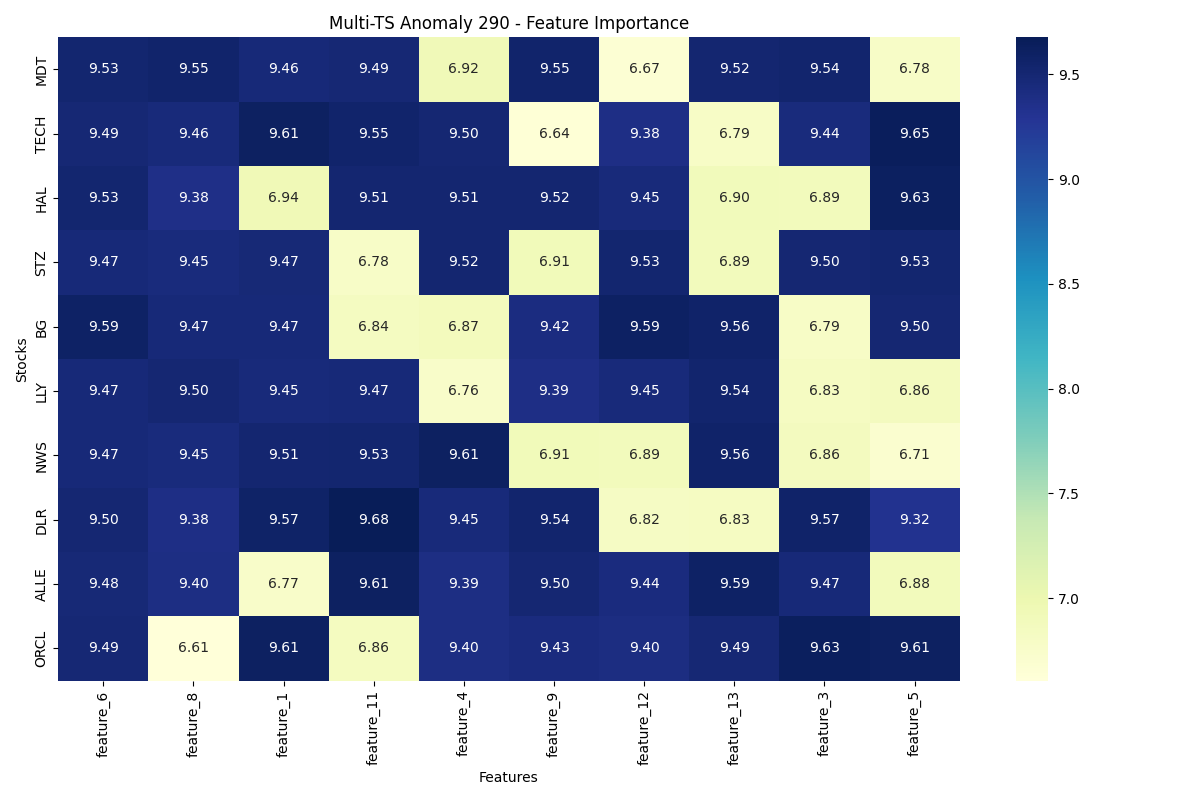 Multi-TS Anomaly 290 - Feature Importance
Stocks
MDT 9.53 9.55 9.46 9.49 6.92 9.55 6.67 9.52 9.54 6.78
TECH 9.49 9.46 9.61 9.55 9.50 6.64 9.38 6.79 9.44 9.65
HAL 9.53 9.38 6.94 9.51 9.51 9.52 9.45 6.90 6.89 9.63
STZ 9.47 9.45 9.47 6.78 9.52 6.91 9.53 6.89 9.50 9.53
BG 9.59 9.47 9.47 6.84 6.87 9.42 9.59 9.56 6.79 9.50
LLY 9.47 9.50 9.45 9.47 6.76 9.39 9.45 9.54 6.83 6.86
NWS 9.47 9.45 9.51 9.53 9.61 6.91 6.89 9.56 6.86 6.71
DLR 9.50 9.38 9.57 9.68 9.45 9.54 6.82 6.83 9.57 9.32
ALLE 9.48 9.40 6.77 9.61 9.39 9.50 9.44 9.59 9.47 6.88
ORCL 9.49 6.61 9.61 6.86 9.40 9.43 9.40 9.49 9.63 9.61
feature_6 feature_8 feature_1 feature_11 feature_4 feature_9 feature_12 feature_13 feature_3 feature_5
Features
9.5
9.0
8.5
8.0
7.5
7.0